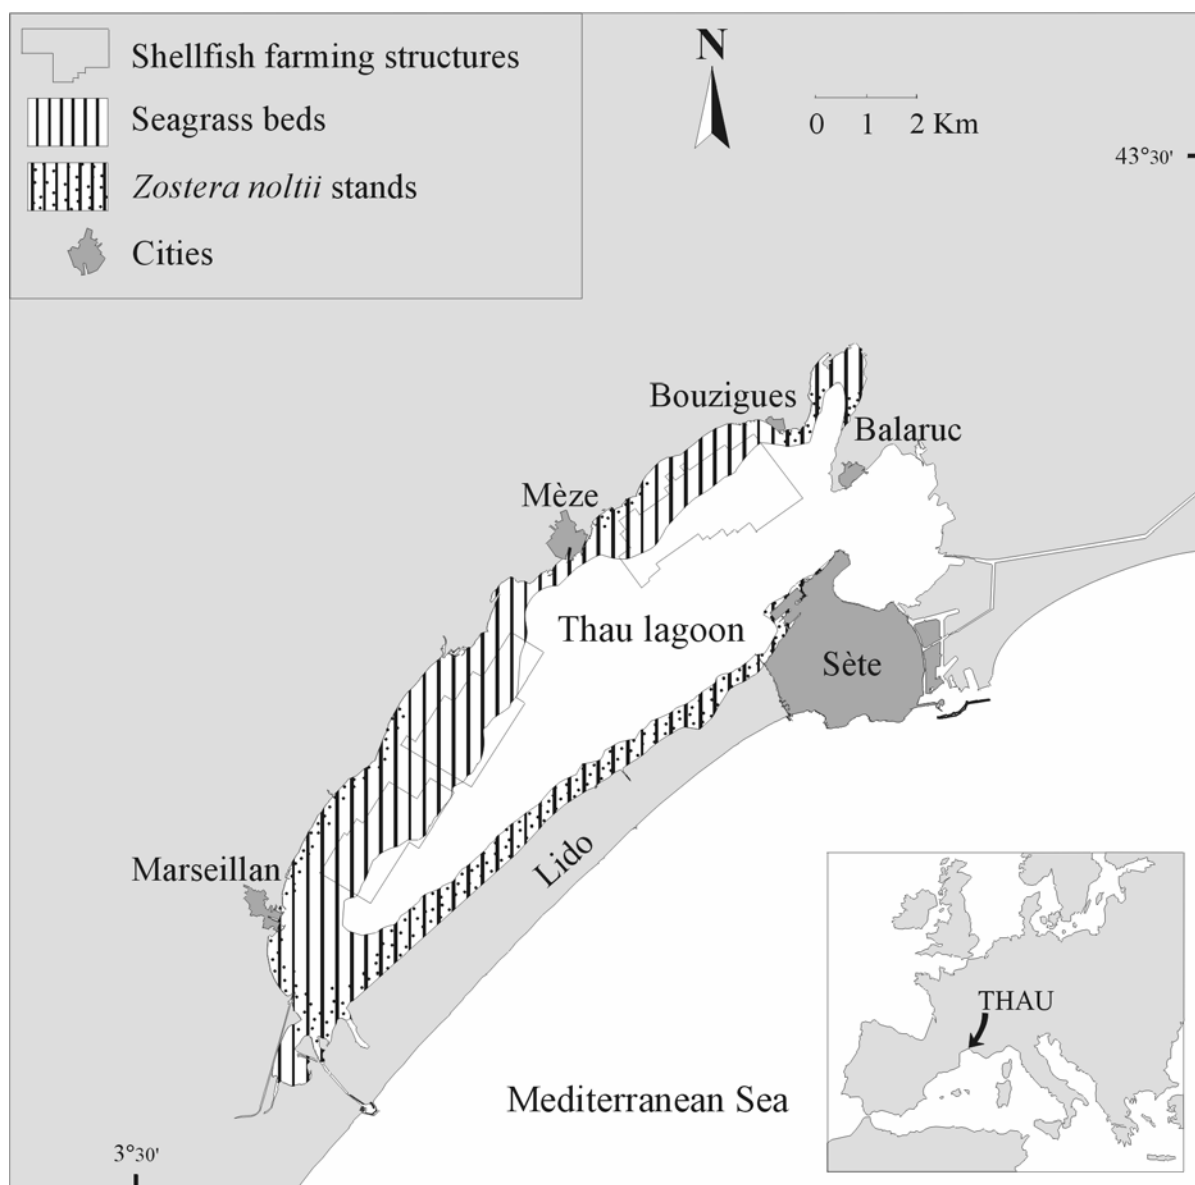 Shellfish farming structures
Seagrass beds
Zostera noltii stands
Cities
N
0 1 2 Km
43°30'
Bouzigues
Balaruc
Mèze
Thau lagoon
Sète
Marseillan
Lido
THAU
Mediterranean Sea
3°30'